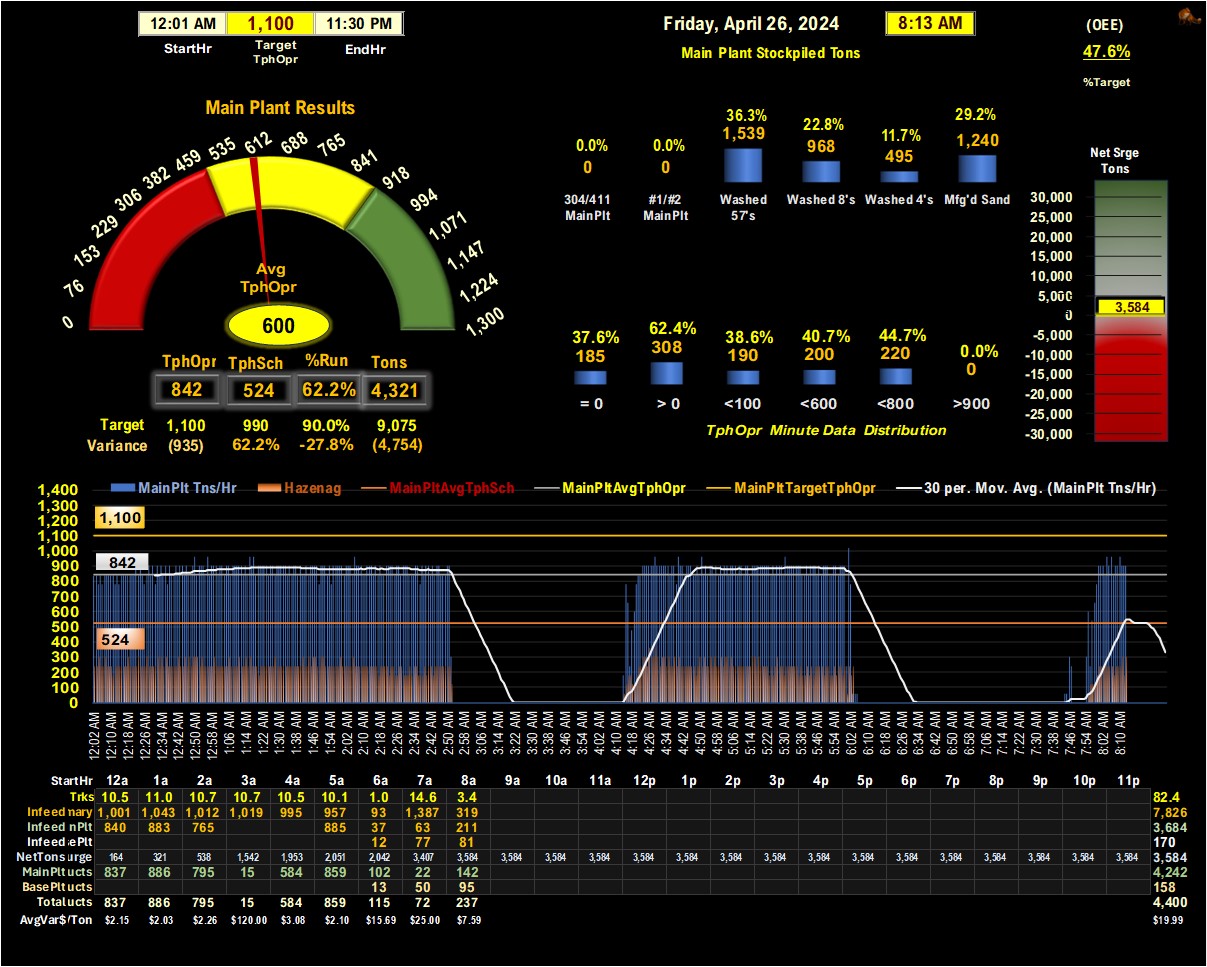 12:01 AM 1,100 11:30 PM
StartHr Target TphOpr EndHr
Friday, April 26, 2024 8:13 AM
Main Plant Stockpiled Tons
(OEE)
47.6%
%Target
Main Plant Results
0 76 153 229 306 382 459 535 612 688 765 841 918 994 1,071 1,147 1,224 1,300
Avg
TphOpr
600
TphOpr TphSch %Run Tons
842 524 62.2% 4,321
Target 1,100 990 90.0% 9,075
Variance (935) 62.2% -27.8% (4,754)
0.0% 0.0% 36.3% 22.8% 11.7% 29.2%
0 0 1,539 968 495 1,240
304/411 MainPlt #1/#2 MainPlt Washed 57's Washed 8's Washed 4's Mfg'd Sand
37.6% 62.4% 38.6% 40.7% 44.7% 0.0%
185 308 190 200 220 0
= 0 > 0 <100 <600 <800 >900
TphOpr Minute Data Distribution
Net Srge
Tons
30,000
25,000
20,000
15,000
10,000
5,000
3,584
0
-5,000
-10,000
-15,000
-20,000
-25,000
-30,000
MainPlt Tns/Hr Hazenag MainPltAvgTphSch MainPltAvgTphOpr MainPltTargetTphOpr 30 per. Mov. Avg. (MainPlt Tns/Hr)
1,400
1,300
1,200
1,100
1,000
900
800
700
600
500
400
300
200
100
0
1,100
842
524
12:02 AM 12:10 AM 12:18 AM 12:26 AM 12:34 AM 12:42 AM 12:50 AM 12:58 AM 1:06 AM 1:14 AM 1:22 AM 1:30 AM 1:38 AM 1:46 AM 1:54 AM 2:02 AM 2:10 AM 2:18 AM 2:26 AM 2:34 AM 2:42 AM 2:50 AM 2:58 AM 3:06 AM 3:14 AM 3:22 AM 3:30 AM 3:38 AM 3:46 AM 3:54 AM 4:02 AM 4:10 AM 4:18 AM 4:26 AM 4:34 AM 4:42 AM 4:50 AM 4:58 AM 5:06 AM 5:14 AM 5:22 AM 5:30 AM 5:38 AM 5:46 AM 5:54 AM 6:02 AM 6:10 AM 6:18 AM 6:26 AM 6:34 AM 6:42 AM 6:50 AM 6:58 AM 7:06 AM 7:14 AM 7:22 AM 7:30 AM 7:38 AM 7:46 AM 7:54 AM 8:02 AM 8:10 AM
StartHr 12a 1a 2a 3a 4a 5a 6a 7a 8a 9a 10a 11a 12p 1p 2p 3p 4p 5p 6p 7p 8p 9p 10p 11p
Trks 10.5 11.0 10.7 10.7 10.5 10.1 1.0 14.6 3.4 82.4
Infeed mary 1,001 1,043 1,012 1,019 995 957 93 1,387 319 7,826
Infeed nPlt 840 883 765 885 37 63 211 3,684
Infeed ePlt 12 77 81 170
NetTons urge 164 321 538 1,542 1,953 2,051 2,042 3,407 3,584 3,584 3,584 3,584 3,584 3,584 3,584 3,584 3,584 3,584 3,584 3,584 3,584 3,584 3,584 3,584 3,584
MainPlt ucts 837 886 795 15 584 859 102 22 142 4,242
BasePlt ucts 13 50 95 158
Total ucts 837 886 795 15 584 859 115 72 237 4,400
AvgVar$/Ton $2.15 $2.03 $2.26 $120.00 $3.08 $2.10 $15.69 $25.00 $7.59 $19.99